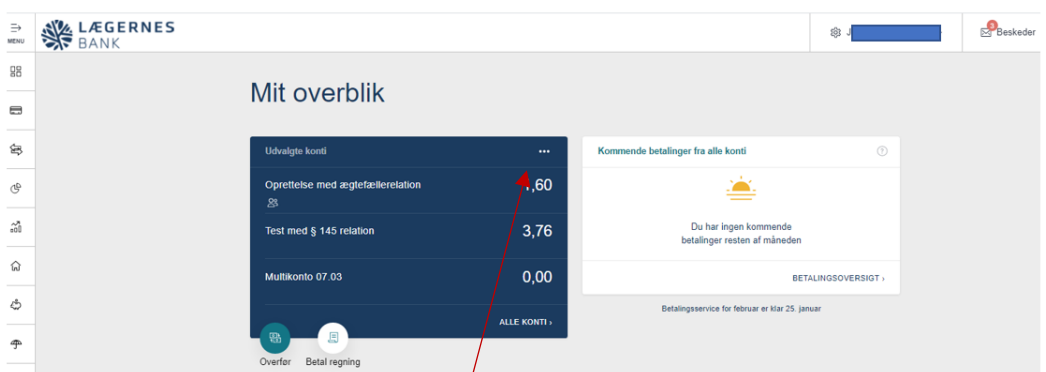 MENU
LÆGERNES
BANK
J
3
Beskeder
Mit overblik
Udvalgte konti
Oprettelse med ægtefællerelation
,60
Test med § 145 relation
3,76
Multikonto 07.03
0,00
ALLE KONTI ›
Overfør
Betal regning
Kommende betalinger fra alle konti
?
Du har ingen kommende
betalinger resten af måneden
BETALINGSOVERSIGT ›
Betalingsservice for februar er klar 25. januar